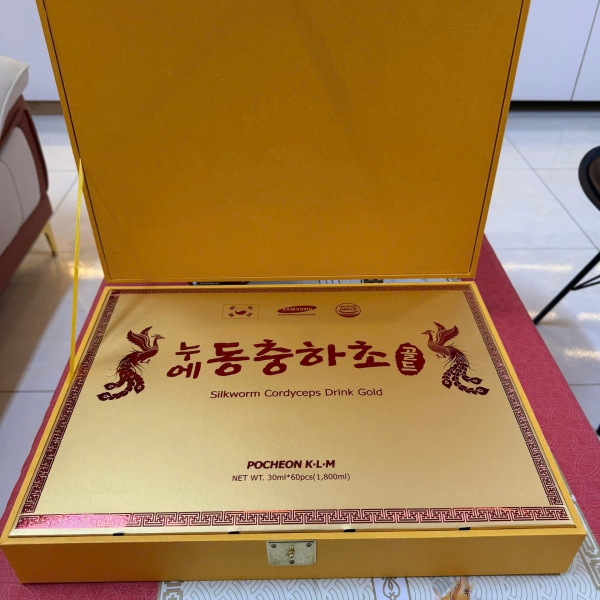 누에 동충하초 골드
Silkworm Cordyceps Drink Gold
POCHEON K·L·M
NET WT. 30ml*60pcs(1,800ml)